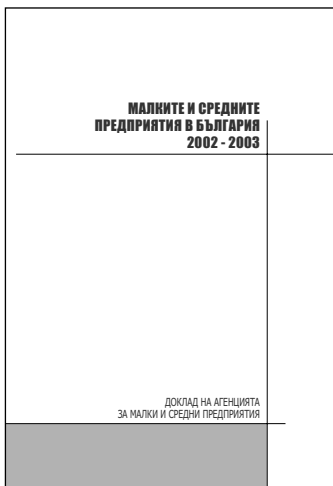 МАЛКИТЕ И СРЕДНИТЕ
ПРЕДПРИЯТИЯ В БЪЛГАРИЯ
2002 - 2003
ДОКЛАД НА АГЕНЦИЯТА
ЗА МАЛКИ И СРЕДНИ ПРЕДПРИЯТИЯ